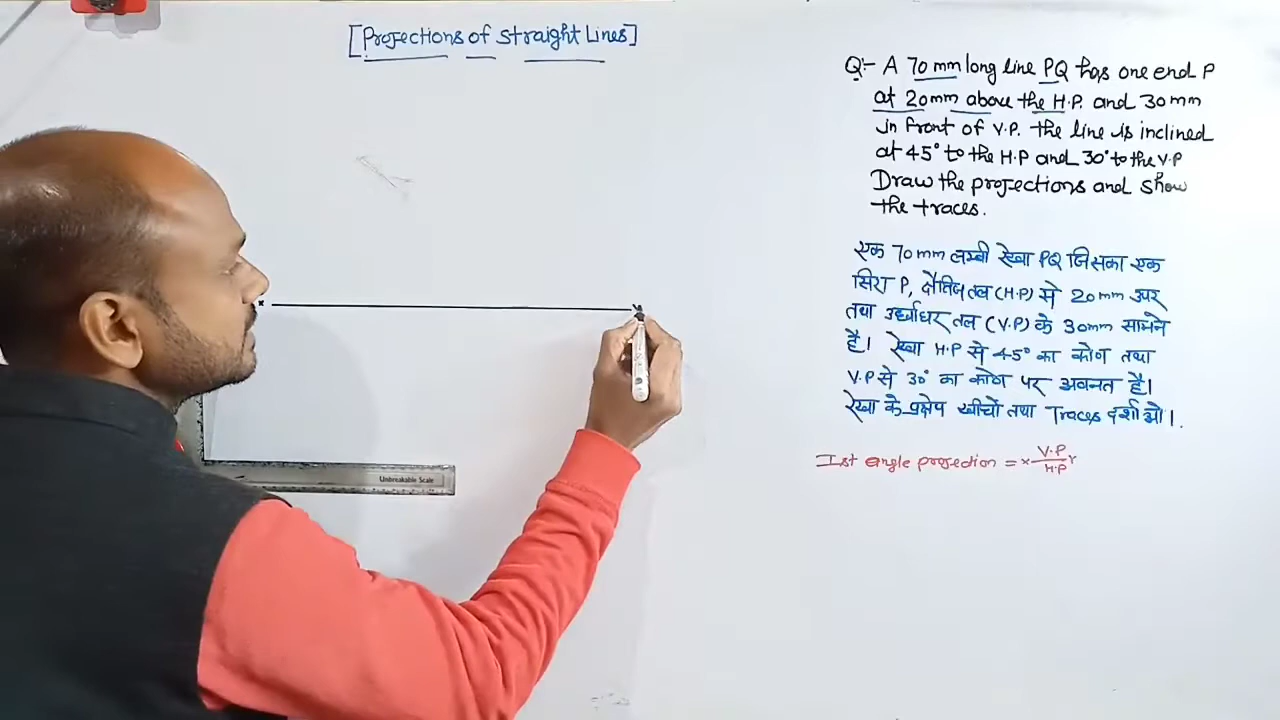 [Projections of Straight Lines]
Q:- A 70 mm long line PQ has one end P
at 20mm above the H.P. and 30mm
in front of V.P. the line is inclined
at 45° to the H.P and 30° to the V.P
Draw the projections and show
the traces.
एक 70mm लम्बी रेखा PQ जिसका एक
सिरा P, क्षैतिज तल (H.P) से 20mm उपर
तथा उर्ध्वाधर तल (V.P) के 30mm सामने
है। रेखा H.P से 45° का कोण तथा
V.P से 30° का कोण पर अवनत है।
रेखा के प्रक्षेप खींचो तथा Traces दर्शाओ।
Ist angle projection = x V.P/H.P Y
x
Y
Unbreakable Scale